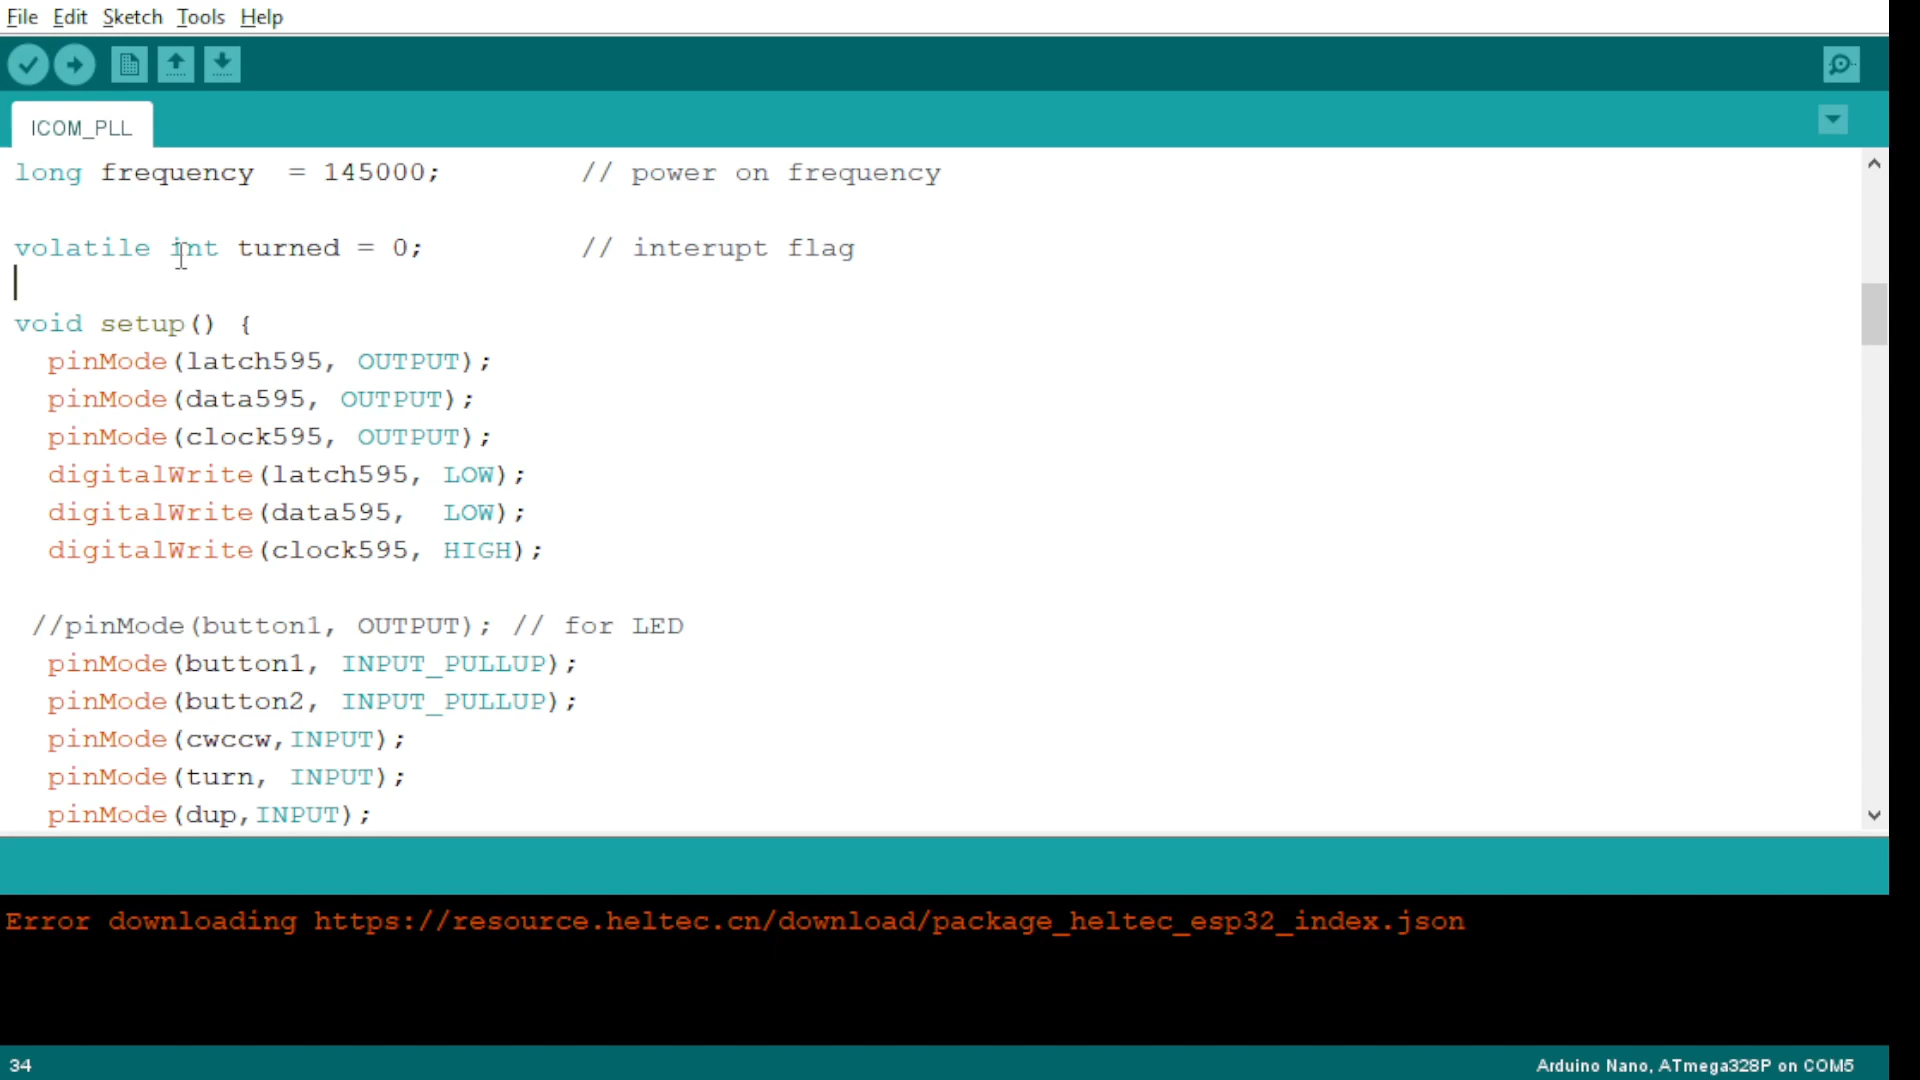 File Edit Sketch Tools Help
ICOM_PLL
long frequency  = 145000;        // power on frequency
volatile int turned = 0;         // interupt flag
void setup() {
  pinMode(latch595, OUTPUT);
  pinMode(data595, OUTPUT);
  pinMode(clock595, OUTPUT);
  digitalWrite(latch595, LOW);
  digitalWrite(data595,  LOW);
  digitalWrite(clock595, HIGH);
 //pinMode(button1, OUTPUT); // for LED
  pinMode(button1, INPUT_PULLUP);
  pinMode(button2, INPUT_PULLUP);
  pinMode(cwccw,INPUT);
  pinMode(turn, INPUT);
  pinMode(dup,INPUT);
Error downloading https://resource.heltec.cn/download/package_heltec_esp32_index.json
34
Arduino Nano, ATmega328P on COM5